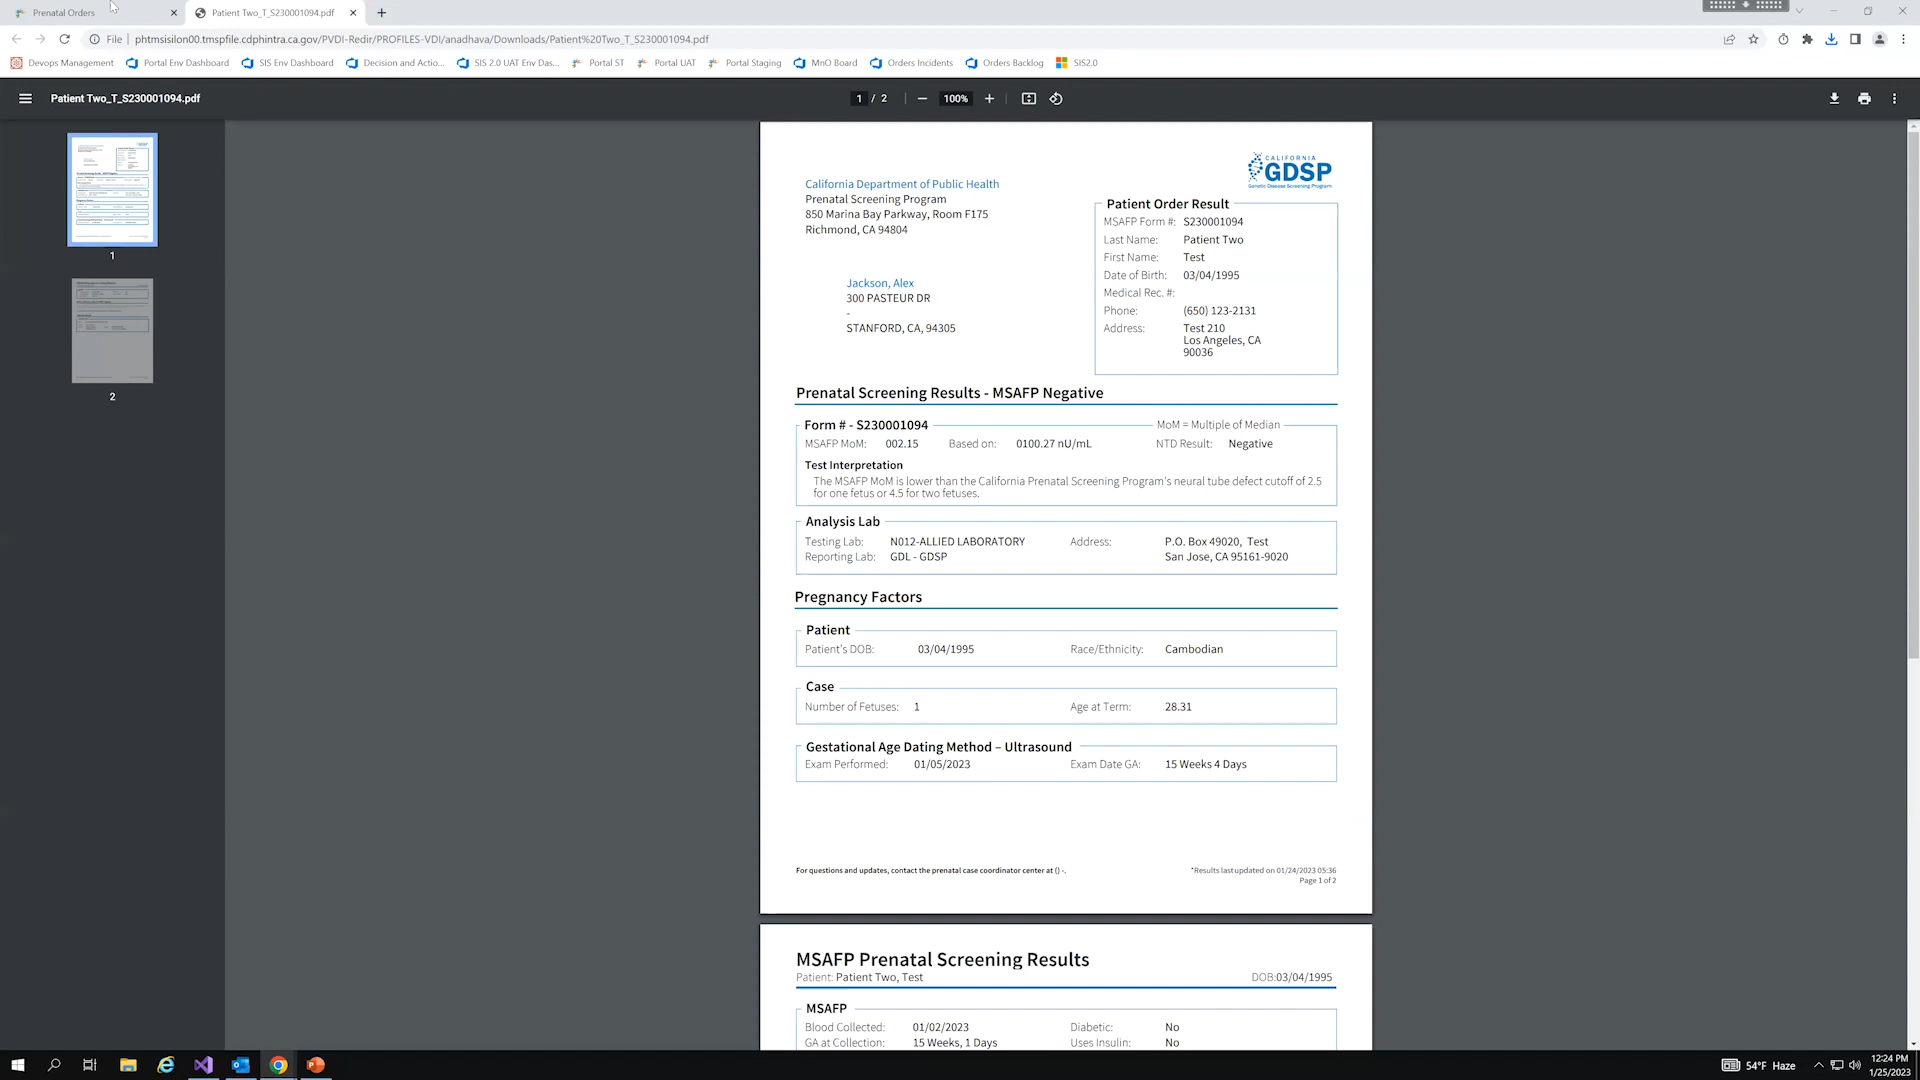 Prenatal Orders
Patient Two_T_S230001094.pdf
File
phtmsisilon00.tmspfile.cdphintra.ca.gov/PVDI-Redir/PROFILES-VDI/anadhava/Downloads/Patient%20Two_T_S230001094.pdf
Devops Management
Portal Env Dashboard
SIS Env Dashboard
Decision and Actio...
SIS 2.0 UAT Env Das...
Portal ST
Portal UAT
Portal Staging
MnO Board
Orders Incidents
Orders Backlog
SIS2.0
Patient Two_T_S230001094.pdf
1 / 2
100%
1
2
CALIFORNIA
GDSP
Genetic Disease Screening Program
California Department of Public Health
Prenatal Screening Program
850 Marina Bay Parkway, Room F175
Richmond, CA 94804
Jackson, Alex
300 PASTEUR DR
-
STANFORD, CA, 94305
Patient Order Result
MSAFP Form #: S230001094
Last Name: Patient Two
First Name: Test
Date of Birth: 03/04/1995
Medical Rec. #:
Phone: (650) 123-2131
Address: Test 210
Los Angeles, CA
90036
Prenatal Screening Results - MSAFP Negative
Form # - S230001094 MoM = Multiple of Median
MSAFP MoM: 002.15 Based on: 0100.27 nU/mL NTD Result: Negative
Test Interpretation
The MSAFP MoM is lower than the California Prenatal Screening Program's neural tube defect cutoff of 2.5
for one fetus or 4.5 for two fetuses.
Analysis Lab
Testing Lab: N012-ALLIED LABORATORY Address: P.O. Box 49020, Test
Reporting Lab: GDL - GDSP San Jose, CA 95161-9020
Pregnancy Factors
Patient
Patient's DOB: 03/04/1995 Race/Ethnicity: Cambodian
Case
Number of Fetuses: 1 Age at Term: 28.31
Gestational Age Dating Method – Ultrasound
Exam Performed: 01/05/2023 Exam Date GA: 15 Weeks 4 Days
For questions and updates, contact the prenatal case coordinator center at () -.
*Results last updated on 01/24/2023 05:36
Page 1 of 2
MSAFP Prenatal Screening Results
Patient: Patient Two, Test DOB:03/04/1995
MSAFP
Blood Collected: 01/02/2023 Diabetic: No
GA at Collection: 15 Weeks, 1 Days Uses Insulin: No
54°F Haze
12:24 PM
1/25/2023